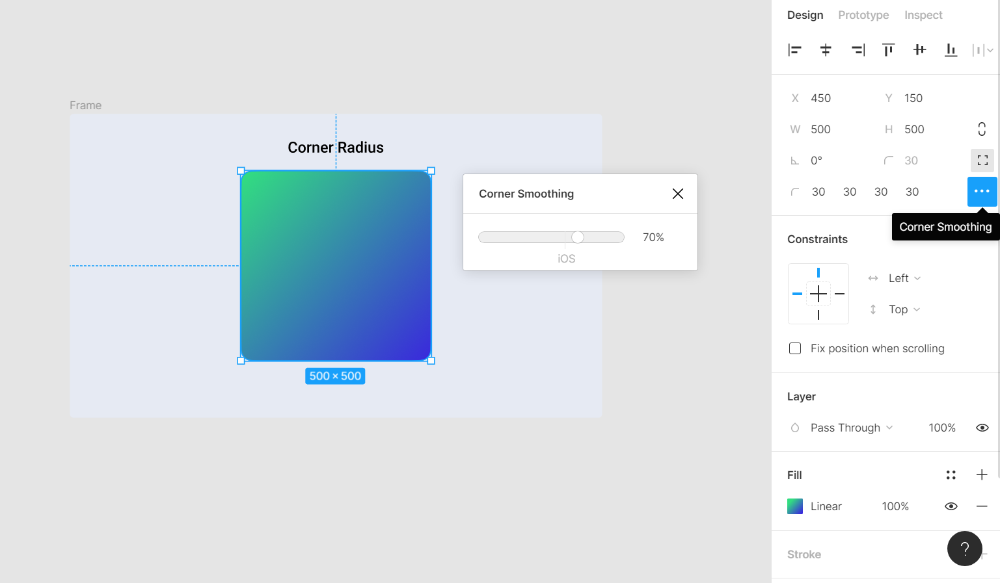 Design Prototype Inspect
X 450 Y 150
Frame
W 500 H 500
Corner Radius
0° 30
30 30 30 30
Corner Smoothing
Corner Smoothing
70%
iOS
Constraints
Left
Top
Fix position when scrolling
500 × 500
Layer
Pass Through 100%
Fill
Linear 100%
Stroke
?